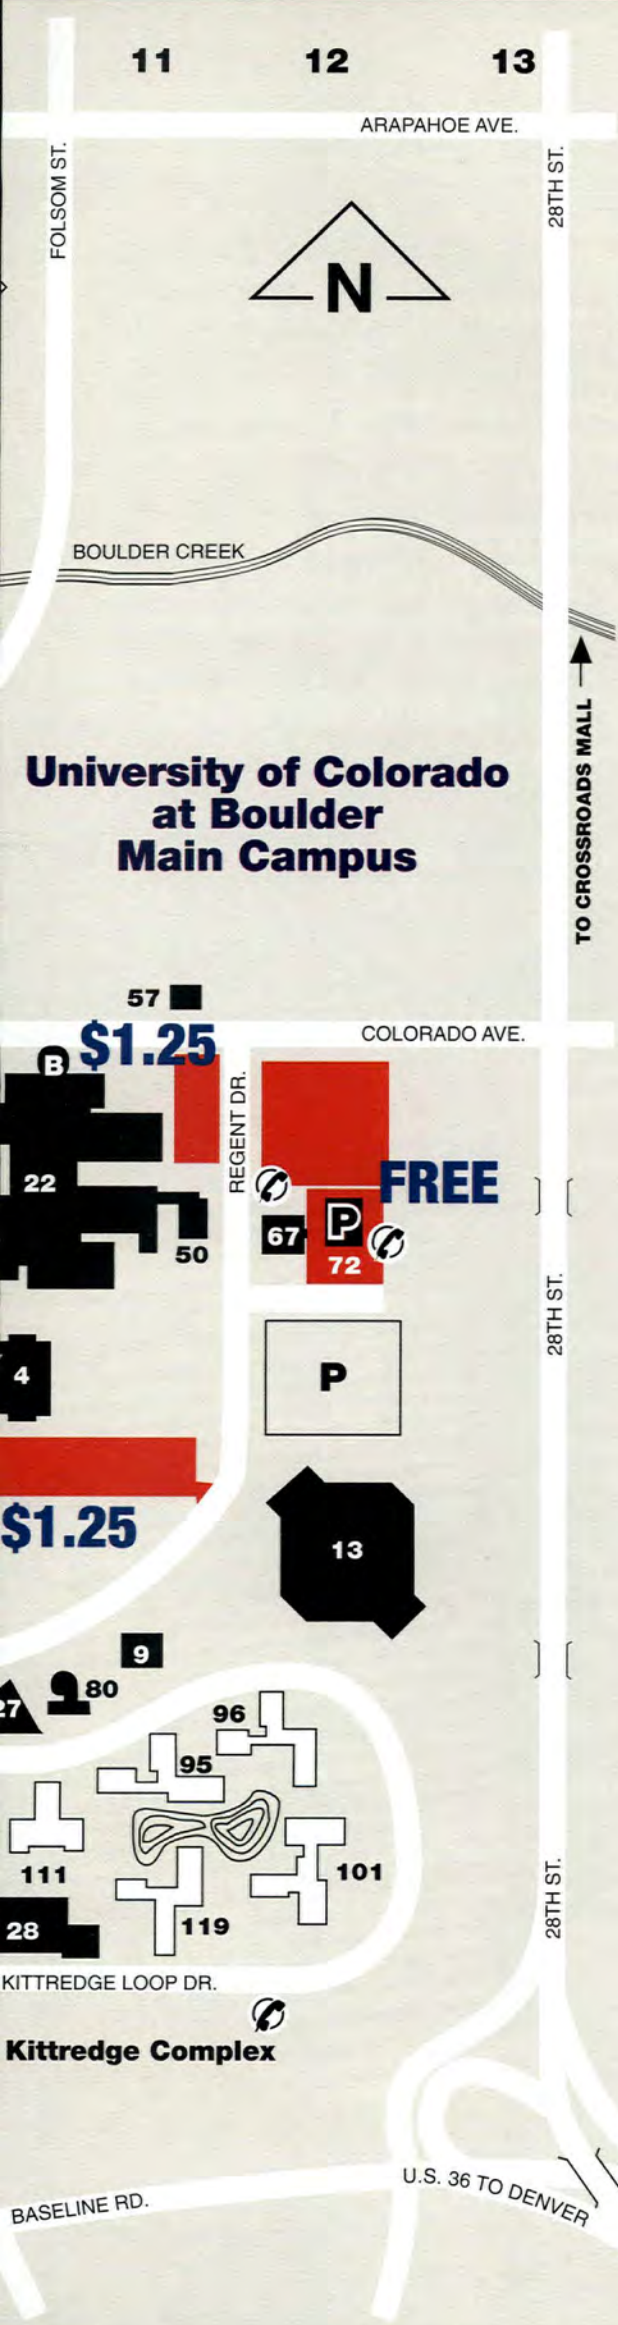 11 12 13
ARAPAHOE AVE.
FOLSOM ST.
28TH ST.
N
BOULDER CREEK
University of Colorado
at Boulder
Main Campus
TO CROSSROADS MALL
57
$1.25
COLORADO AVE.
B
REGENT DR.
22
FREE
67
P
50
72
28TH ST.
4
P
$1.25
13
9
80
27
96
95
111
101
28
119
28TH ST.
KITTREDGE LOOP DR.
Kittredge Complex
U.S. 36 TO DENVER
BASELINE RD.